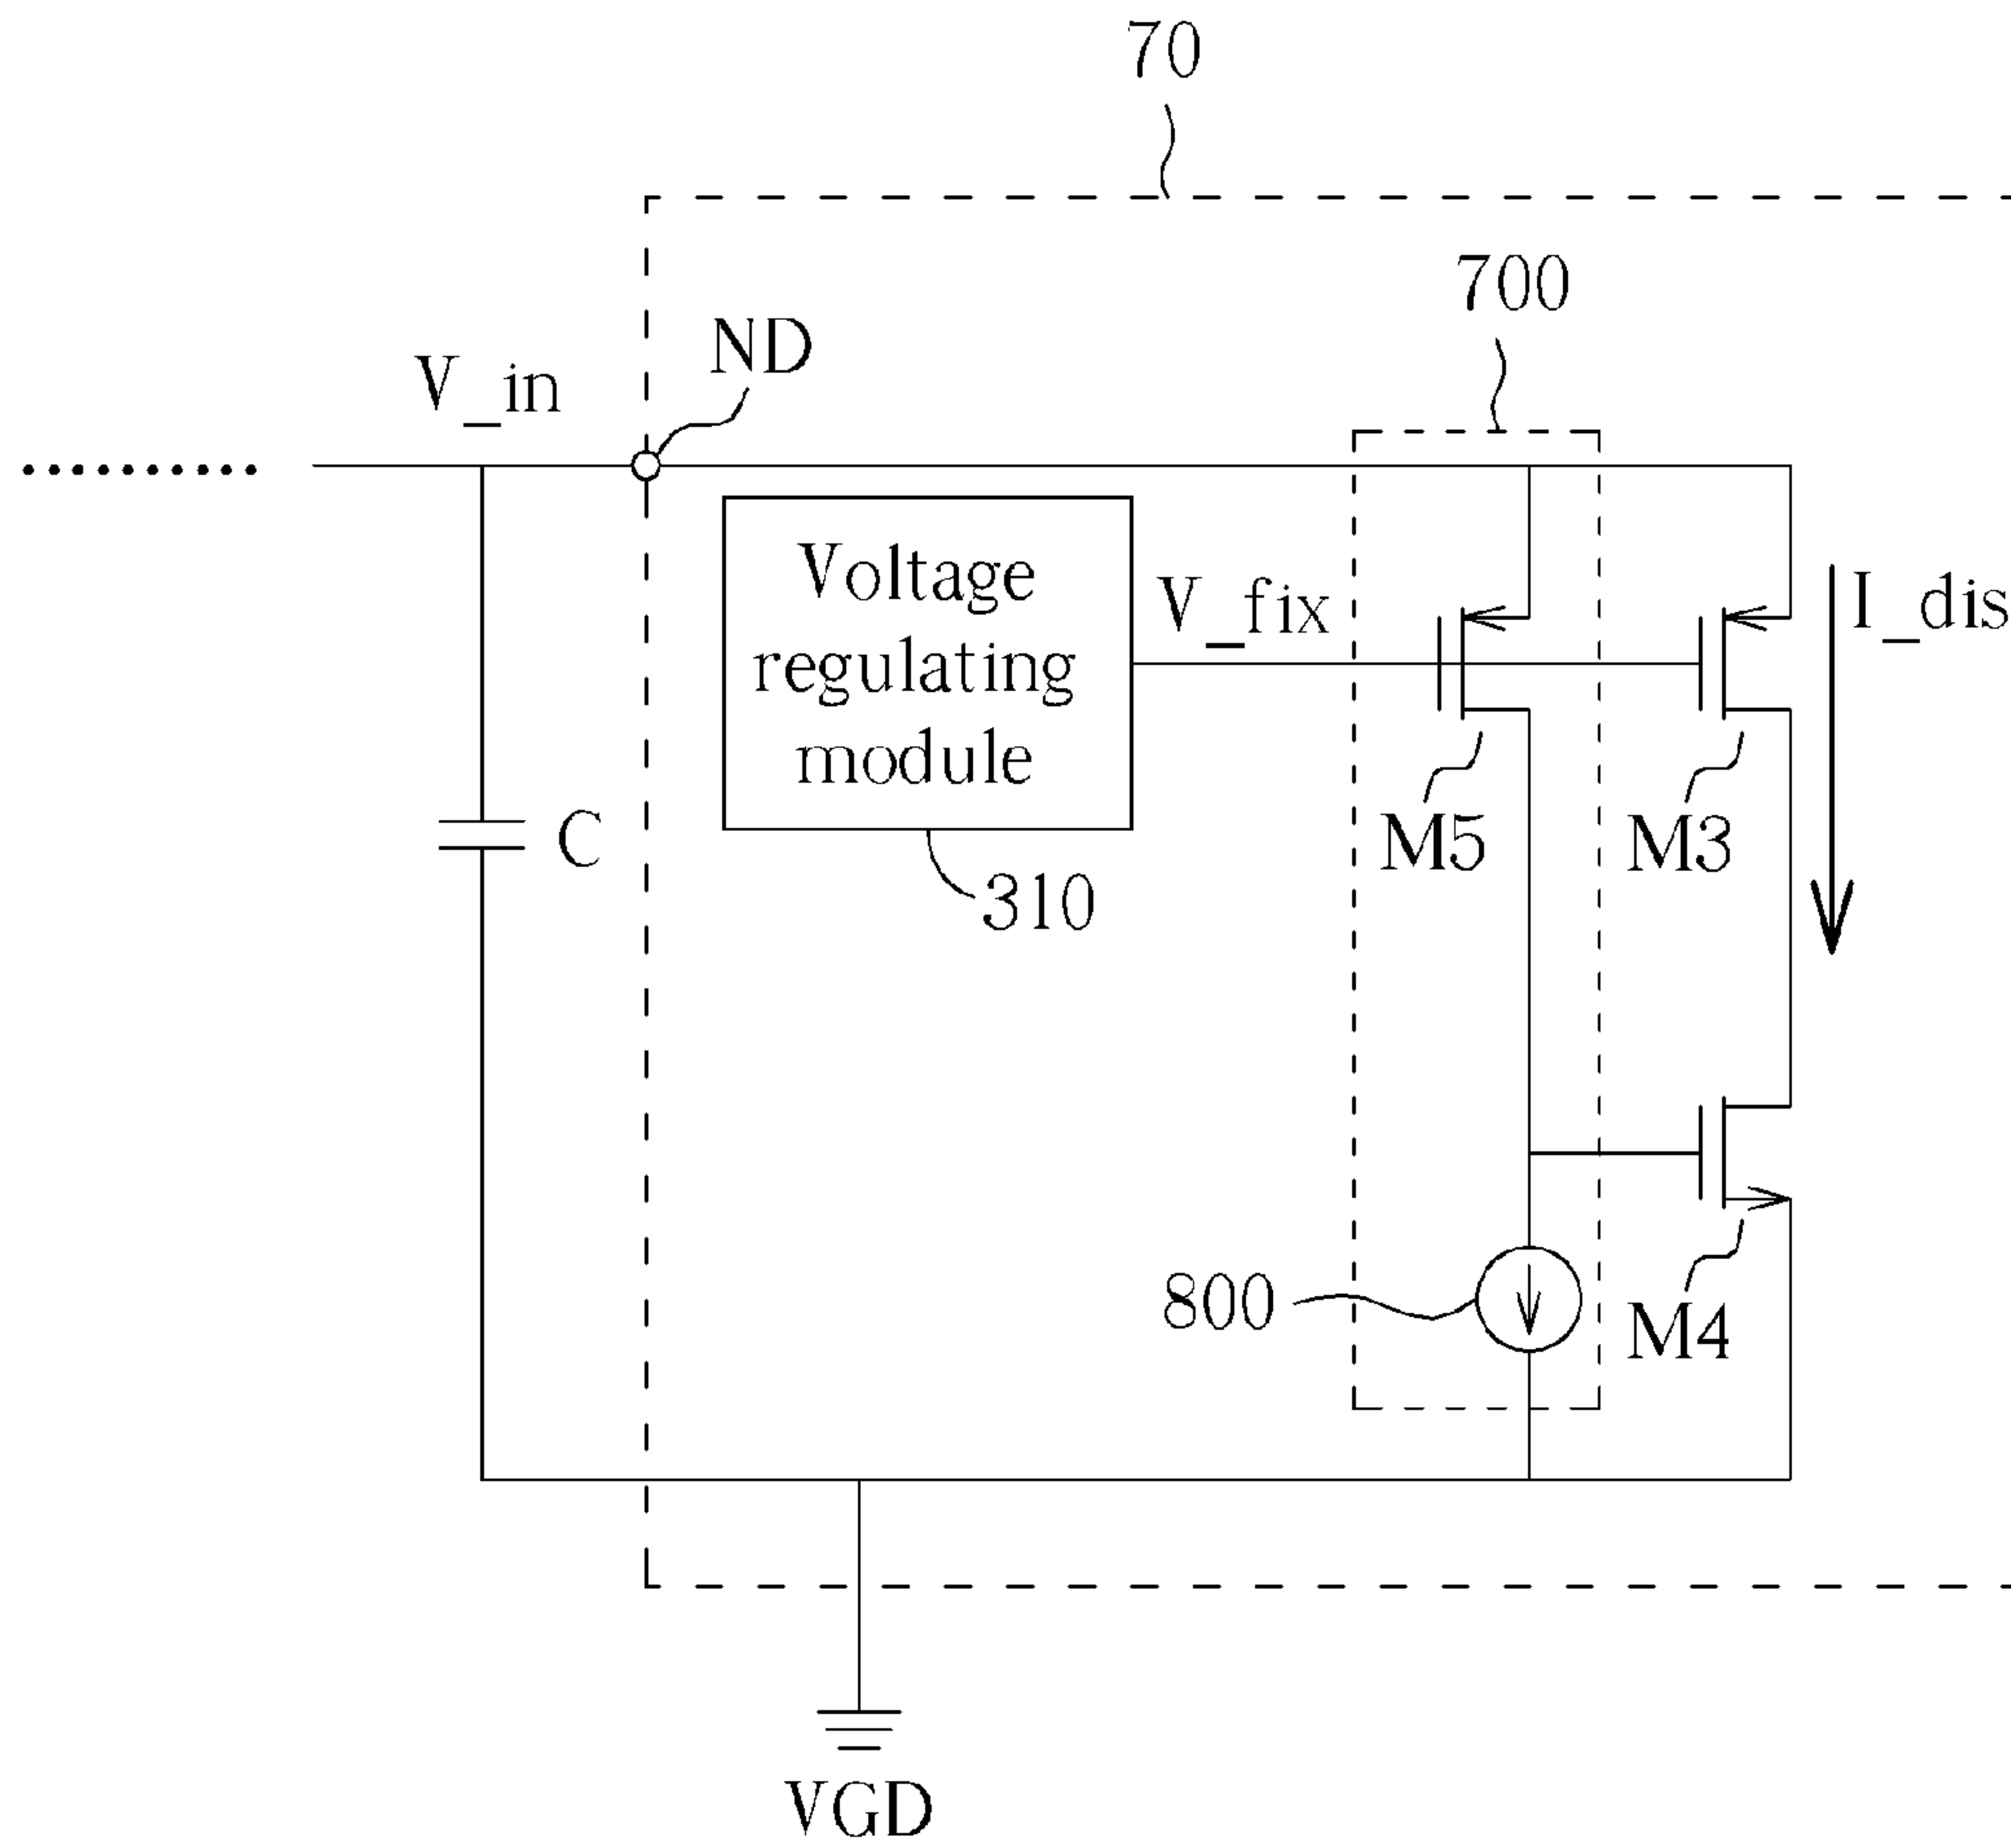 70
700
ND
V_in
Voltage
regulating
module
V_fix
I_dis
M5
M3
C
310
800
M4
VGD